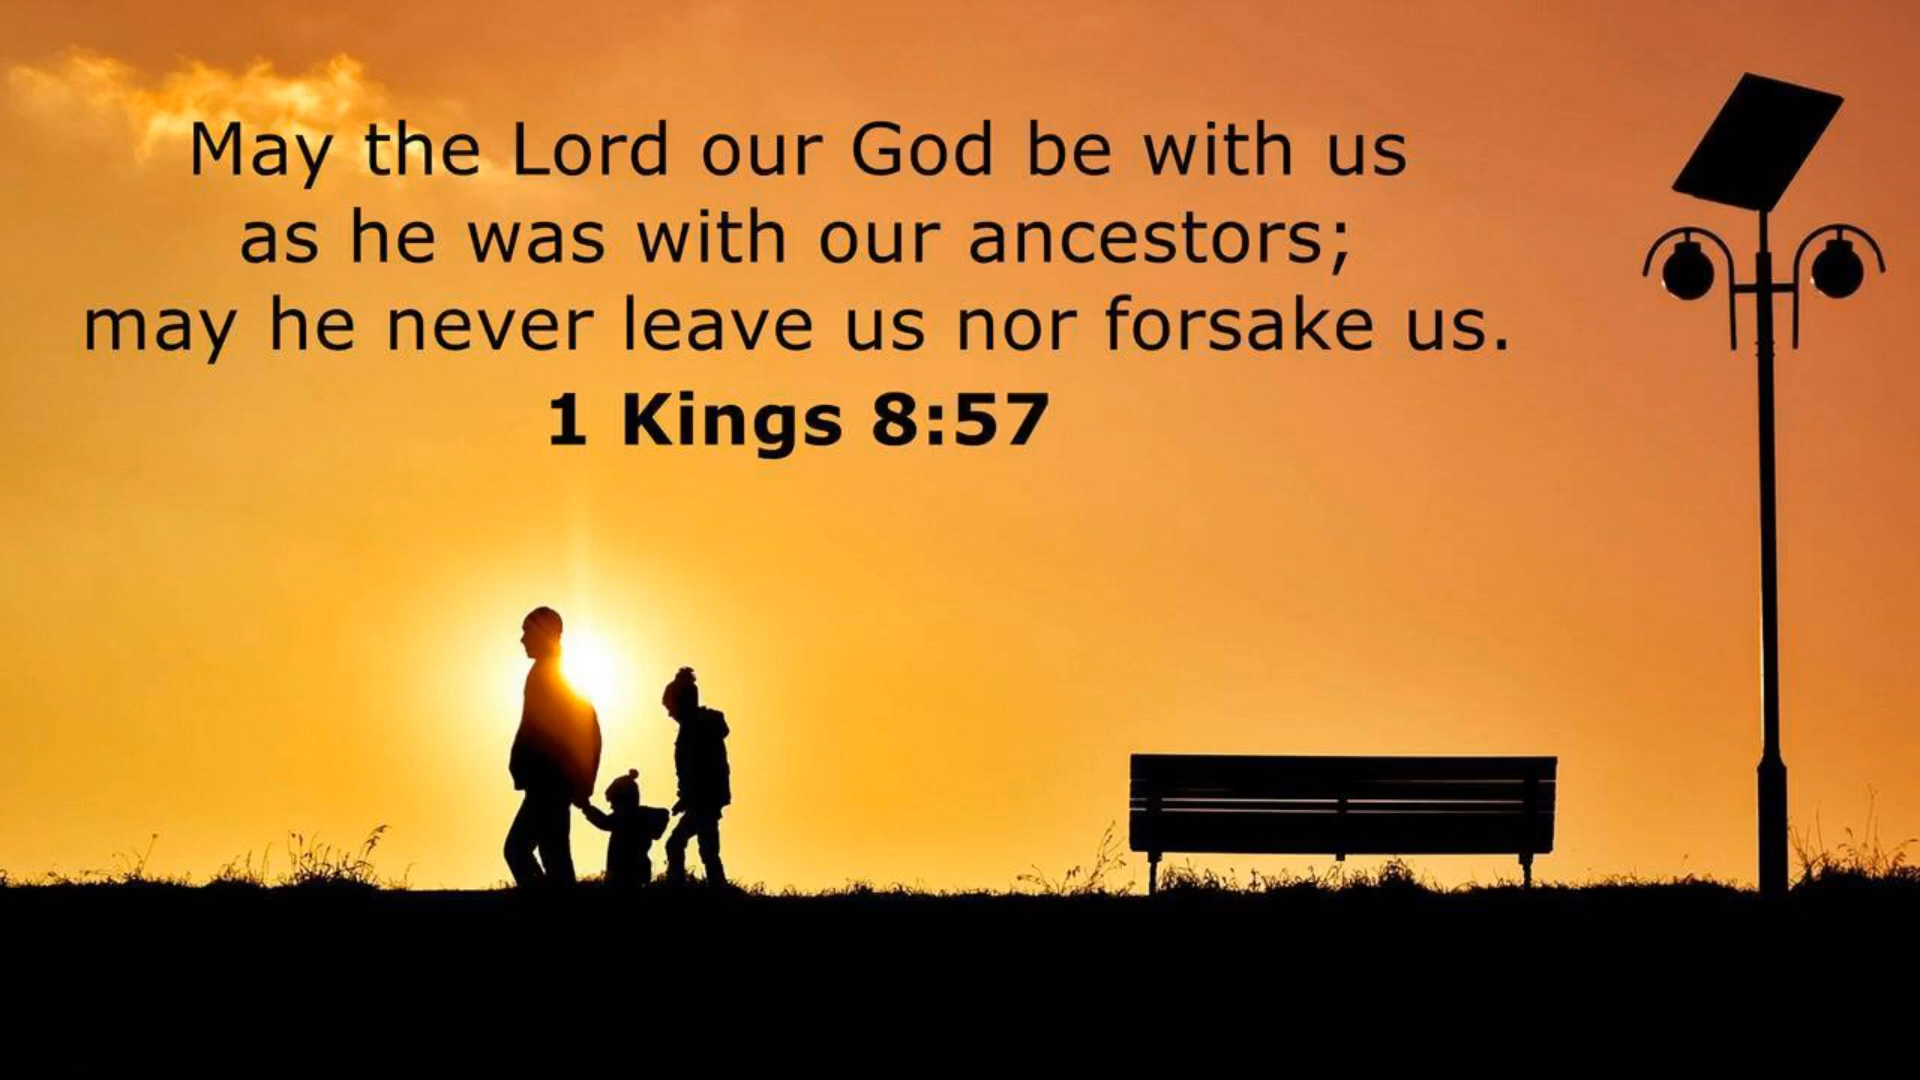 May the Lord our God be with us
as he was with our ancestors;
may he never leave us nor forsake us.
1 Kings 8:57